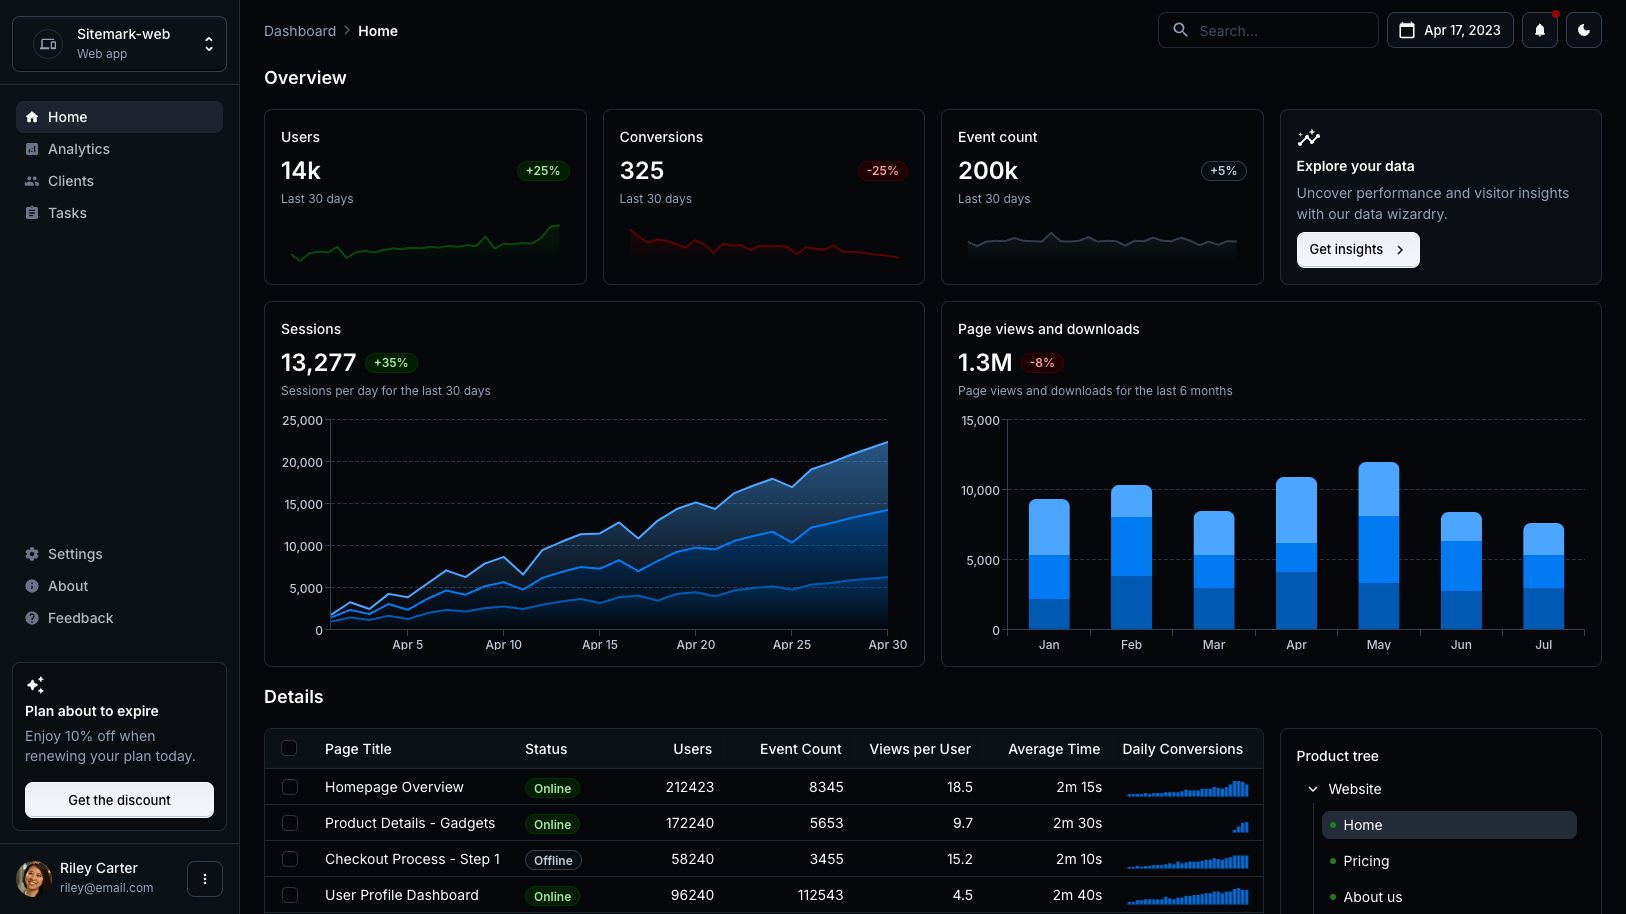 Sitemark-web
Web app
Home
Analytics
Clients
Tasks
Settings
About
Feedback
Plan about to expire
Enjoy 10% off when
renewing your plan today.
Get the discount
Riley Carter
riley@email.com
Dashboard Home
Search...
Apr 17, 2023
Overview
Users
14k +25%
Last 30 days
Conversions
325 -25%
Last 30 days
Event count
200k +5%
Last 30 days
Explore your data
Uncover performance and visitor insights
with our data wizardry.
Get insights
Sessions
13,277 +35%
Sessions per day for the last 30 days
25,000
20,000
15,000
10,000
5,000
0
Apr 5 Apr 10 Apr 15 Apr 20 Apr 25 Apr 30
Page views and downloads
1.3M -8%
Page views and downloads for the last 6 months
15,000
10,000
5,000
0
Jan Feb Mar Apr May Jun Jul
Details
Page Title Status Users Event Count Views per User Average Time Daily Conversions
Homepage Overview Online 212423 8345 18.5 2m 15s
Product Details - Gadgets Online 172240 5653 9.7 2m 30s
Checkout Process - Step 1 Offline 58240 3455 15.2 2m 10s
User Profile Dashboard Online 96240 112543 4.5 2m 40s
Product tree
Website
Home
Pricing
About us